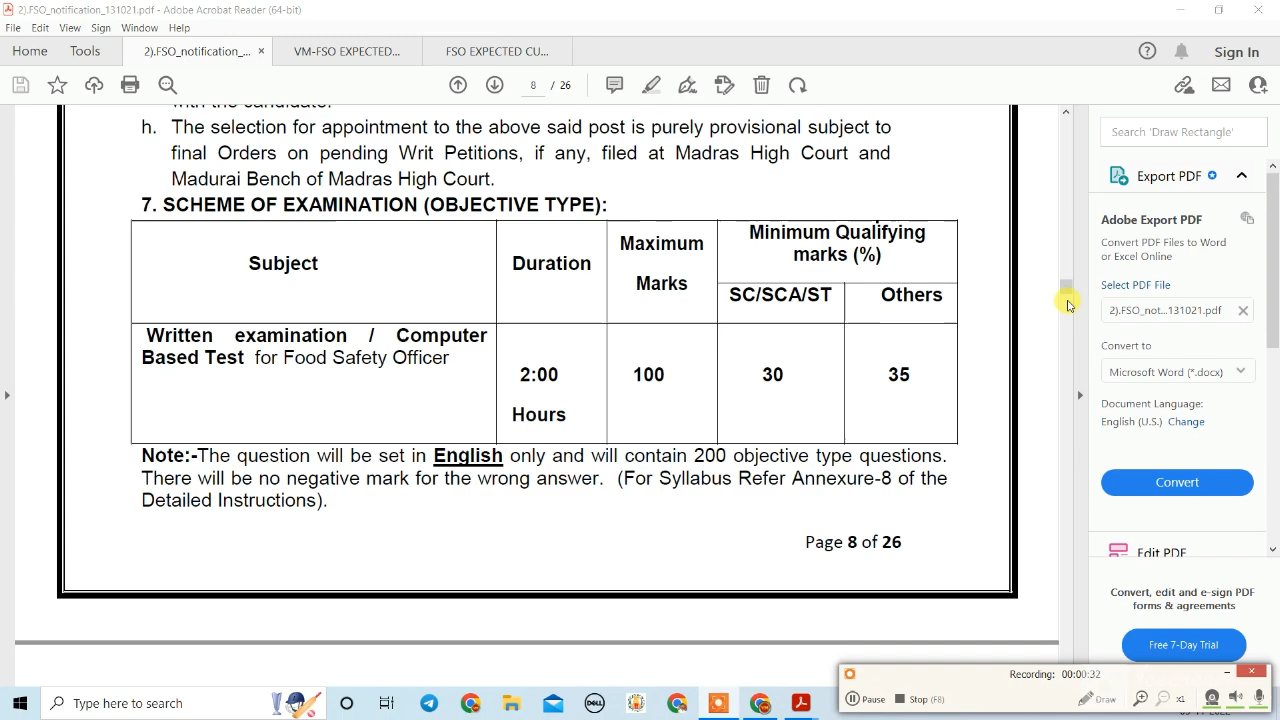 2).FSO_notification_131021.pdf - Adobe Acrobat Reader (64-bit)
File Edit View Sign Window Help
Home Tools 2).FSO_notification_... × VM-FSO EXPECTED... FSO EXPECTED CU... Sign In
8 / 26
with the candidate.
h. The selection for appointment to the above said post is purely provisional subject to
final Orders on pending Writ Petitions, if any, filed at Madras High Court and
Madurai Bench of Madras High Court.
7. SCHEME OF EXAMINATION (OBJECTIVE TYPE):
Subject
Duration
Maximum
Marks
Minimum Qualifying
marks (%)
SC/SCA/ST Others
Written examination / Computer
Based Test for Food Safety Officer
2:00
Hours
100
30
35
Note:-The question will be set in English only and will contain 200 objective type questions.
There will be no negative mark for the wrong answer. (For Syllabus Refer Annexure-8 of the
Detailed Instructions).
Page 8 of 26
Search 'Draw Rectangle'
Export PDF
Adobe Export PDF
Convert PDF Files to Word
or Excel Online
Select PDF File
2).FSO_not...131021.pdf
Convert to
Microsoft Word (*.docx)
Document Language:
English (U.S.) Change
Convert
Edit PDF
Convert, edit and e-sign PDF
forms & agreements
Free 7-Day Trial
Recording: 00:00:32
Pause Stop (F8) Draw x1
Type here to search
DELL